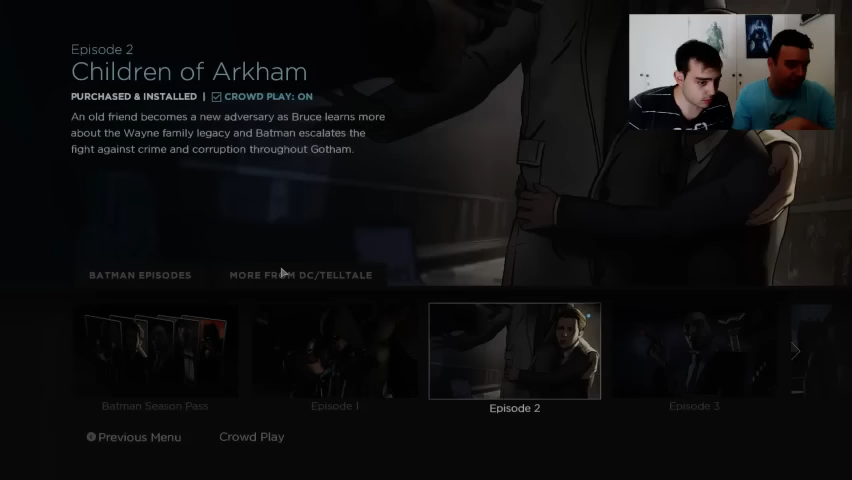 Episode 2
Children of Arkham
PURCHASED & INSTALLED | CROWD PLAY: ON
An old friend becomes a new adversary as Bruce learns more
about the Wayne family legacy and Batman escalates the
fight against crime and corruption throughout Gotham.
BATMAN EPISODES MORE FROM DC/TELLTALE
Batman Season Pass Episode 1 Episode 2 Episode 3
Previous Menu Crowd Play